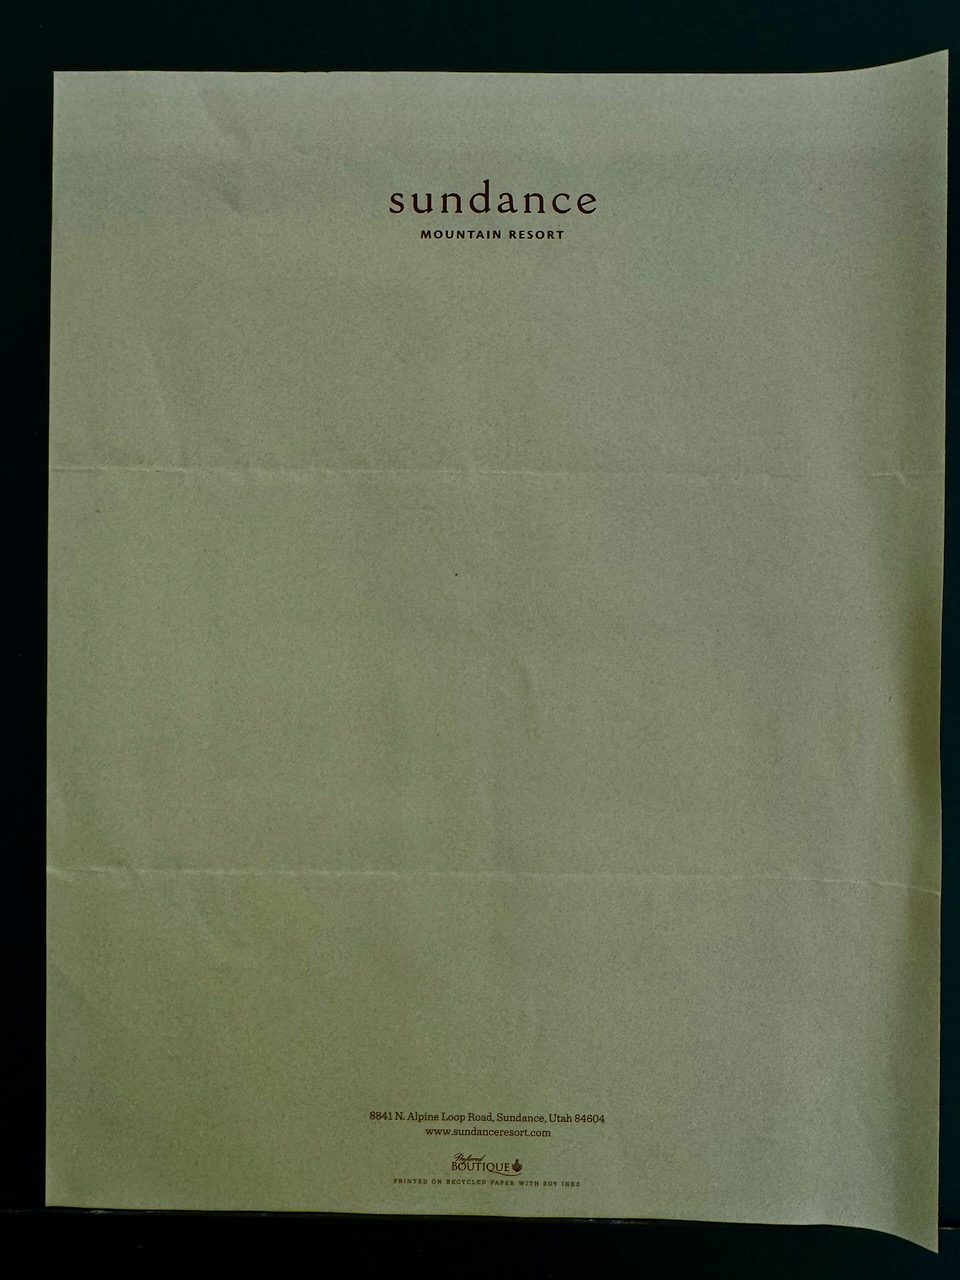 sundance
MOUNTAIN RESORT
8841 N. Alpine Loop Road, Sundance, Utah 84604
www.sundanceresort.com
Preferred
BOUTIQUE
PRINTED ON RECYCLED PAPER WITH SOY INKS